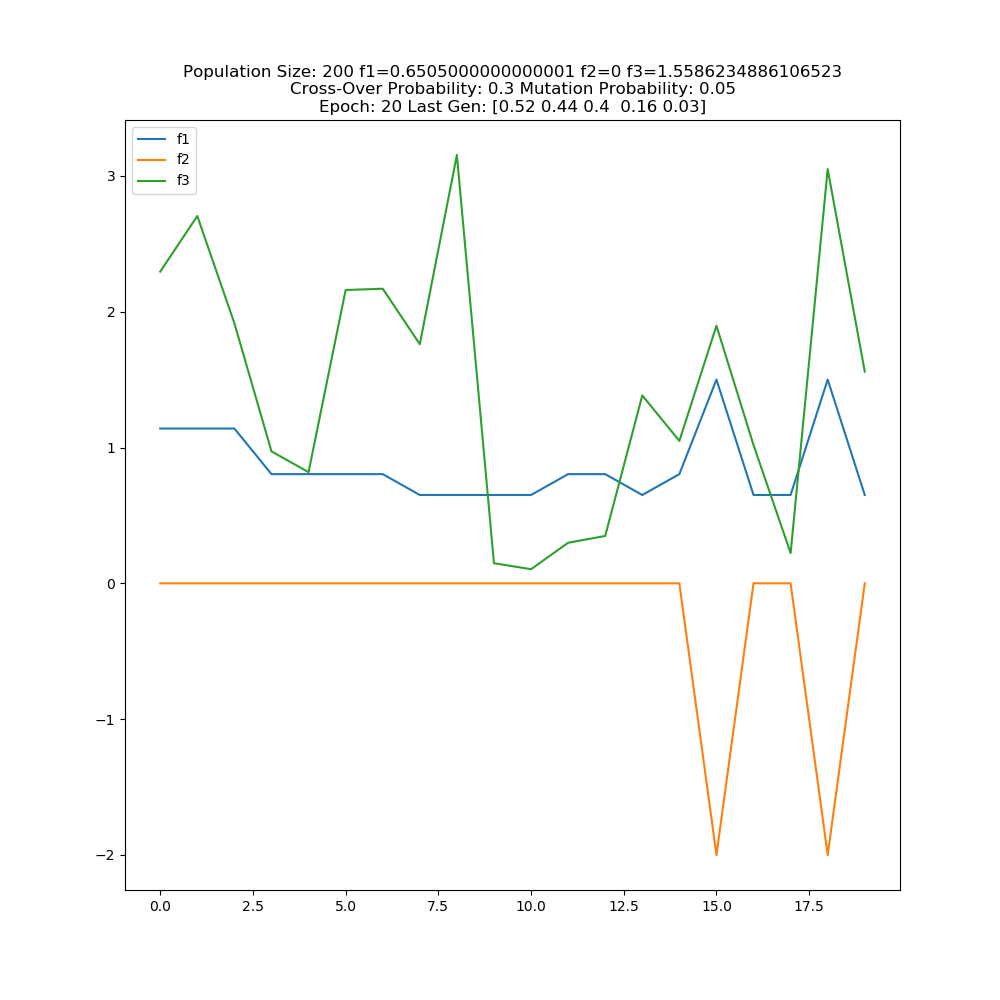 Population Size: 200 f1=0.6505000000000001 f2=0 f3=1.5586234886106523
Cross-Over Probability: 0.3 Mutation Probability: 0.05
Epoch: 20 Last Gen: [0.52 0.44 0.4  0.16 0.03]
f1
f2
f3
3
2
1
0
−1
−2
0.0 2.5 5.0 7.5 10.0 12.5 15.0 17.5